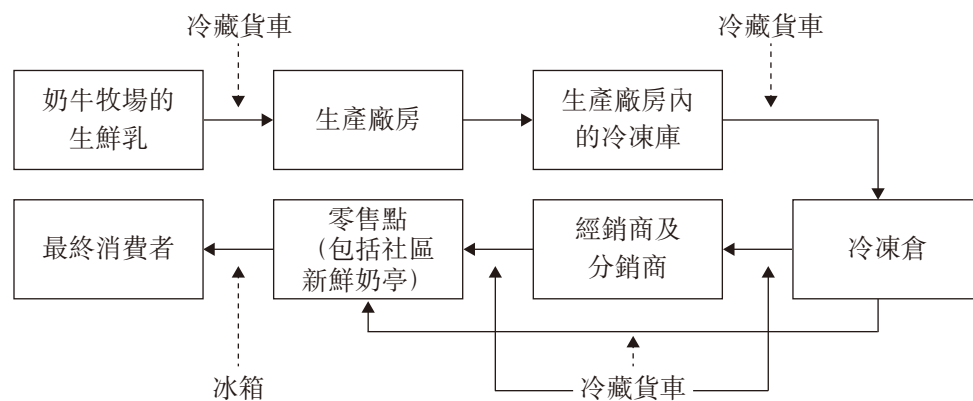 冷藏貨車
冷藏貨車
奶牛牧場的
生鮮乳
生產廠房
生產廠房內
的冷凍庫
最終消費者
零售點
（包括社區
新鮮奶亭）
經銷商及
分銷商
冷凍倉
冰箱
冷藏貨車